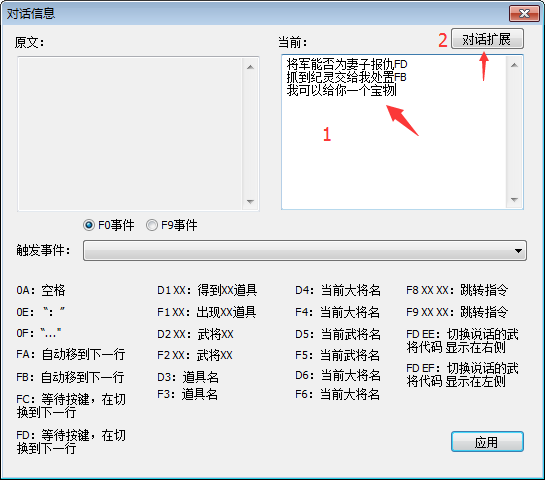 对话信息
原文：
当前：
2
对话扩展
将军能否为妻子报仇FD
抓到纪灵交给我处置FB
我可以给你一个宝物
1
F0事件
F9事件
触发事件：
0A：空格
0E：“：”
0F：“…”
FA：自动移到下一行
FB：自动移到下一行
FC：等待按键，在切
换到下一行
FD：等待按键，在切
换到下一行
D1 XX：得到XX道具
F1 XX：出现XX道具
D2 XX：武将XX
F2 XX：武将XX
D3：道具名
F3：道具名
D4：当前大将名
F4：当前大将名
D5：当前武将名
F5：当前武将名
D6：当前大将名
F6：当前大将名
F8 XX XX：跳转指令
F9 XX XX：跳转指令
FD EE：切换说话的武
将代码 显示在右侧
FD EF：切换说话的武
将代码 显示在左侧
应用